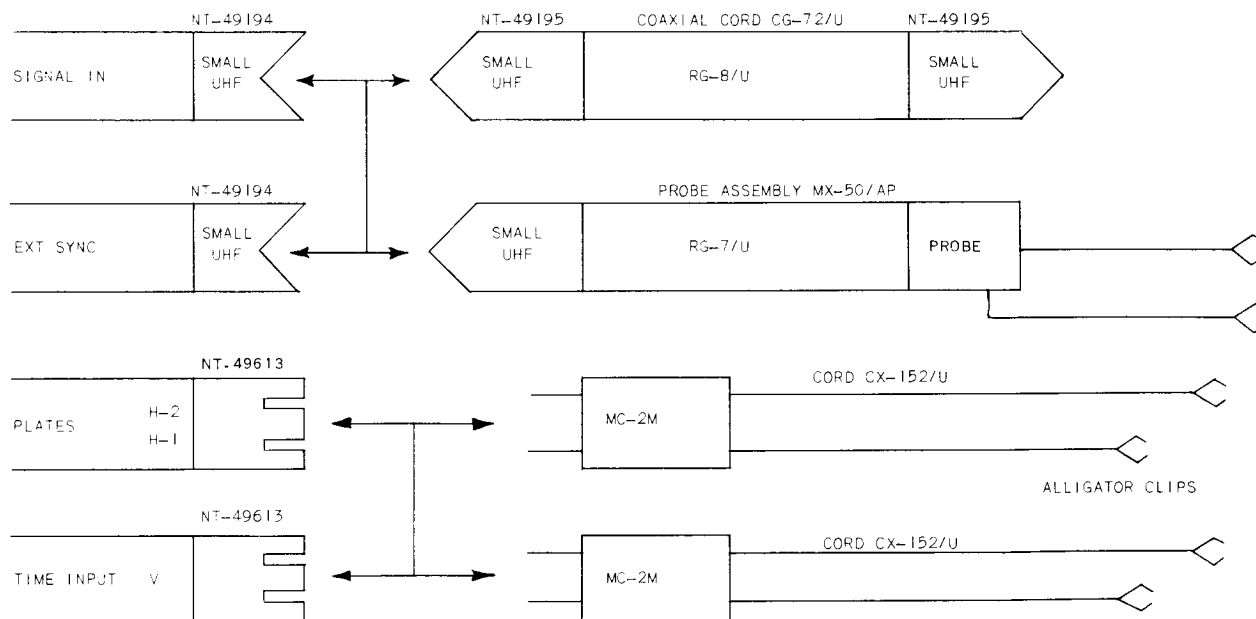 NT-49194
NT-49195
COAXIAL CORD CG-72/U
NT-49195
SIGNAL IN
SMALL
UHF
SMALL
UHF
RG-8/U
SMALL
UHF
NT-49194
PROBE ASSEMBLY MX-50/AP
EXT SYNC
SMALL
UHF
SMALL
UHF
RG-7/U
PROBE
NT-49613
CORD CX-152/U
PLATES
H-2
H-1
MC-2M
ALLIGATOR CLIPS
NT-49613
CORD CX-152/U
TIME INPUT V
MC-2M